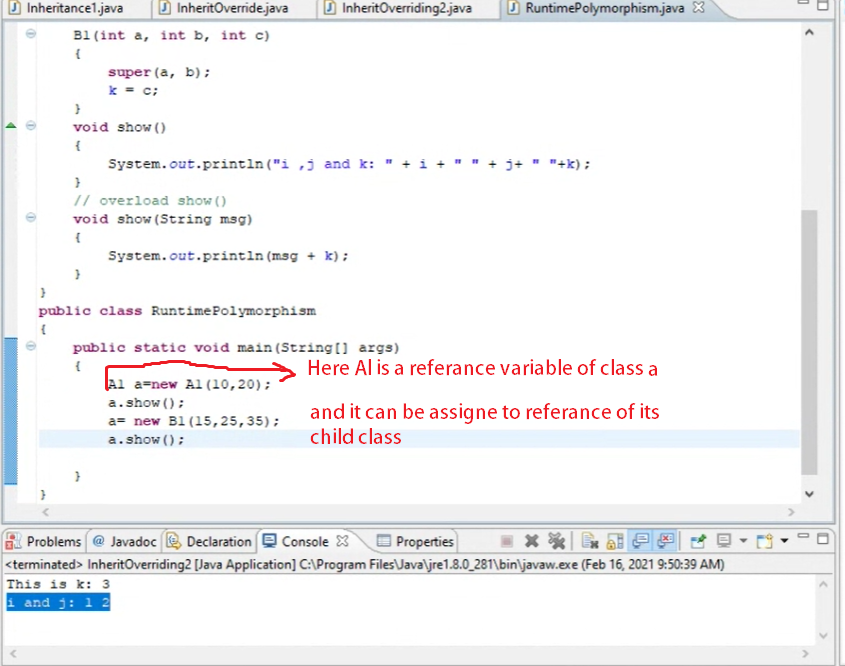 Inheritance1.java InheritOverride.java InheritOverriding2.java RuntimePolymorphism.java
B1(int a, int b, int c)
{
super(a, b);
k = c;
}
void show()
{
System.out.println("i ,j and k: " + i + " " + j+ " "+k);
}
// overload show()
void show(String msg)
{
System.out.println(msg + k);
}
}
public class RuntimePolymorphism
{
public static void main(String[] args)
{
A1 a=new A1(10,20);
a.show();
a= new B1(15,25,35);
a.show();
}
}
Here Al is a referance variable of class a
and it can be assigne to referance of its
child class
Problems @ Javadoc Declaration Console Properties
<terminated> InheritOverriding2 [Java Application] C:\Program Files\Java\jre1.8.0_281\bin\javaw.exe (Feb 16, 2021 9:50:39 AM)
This is k: 3
i and j: 1 2